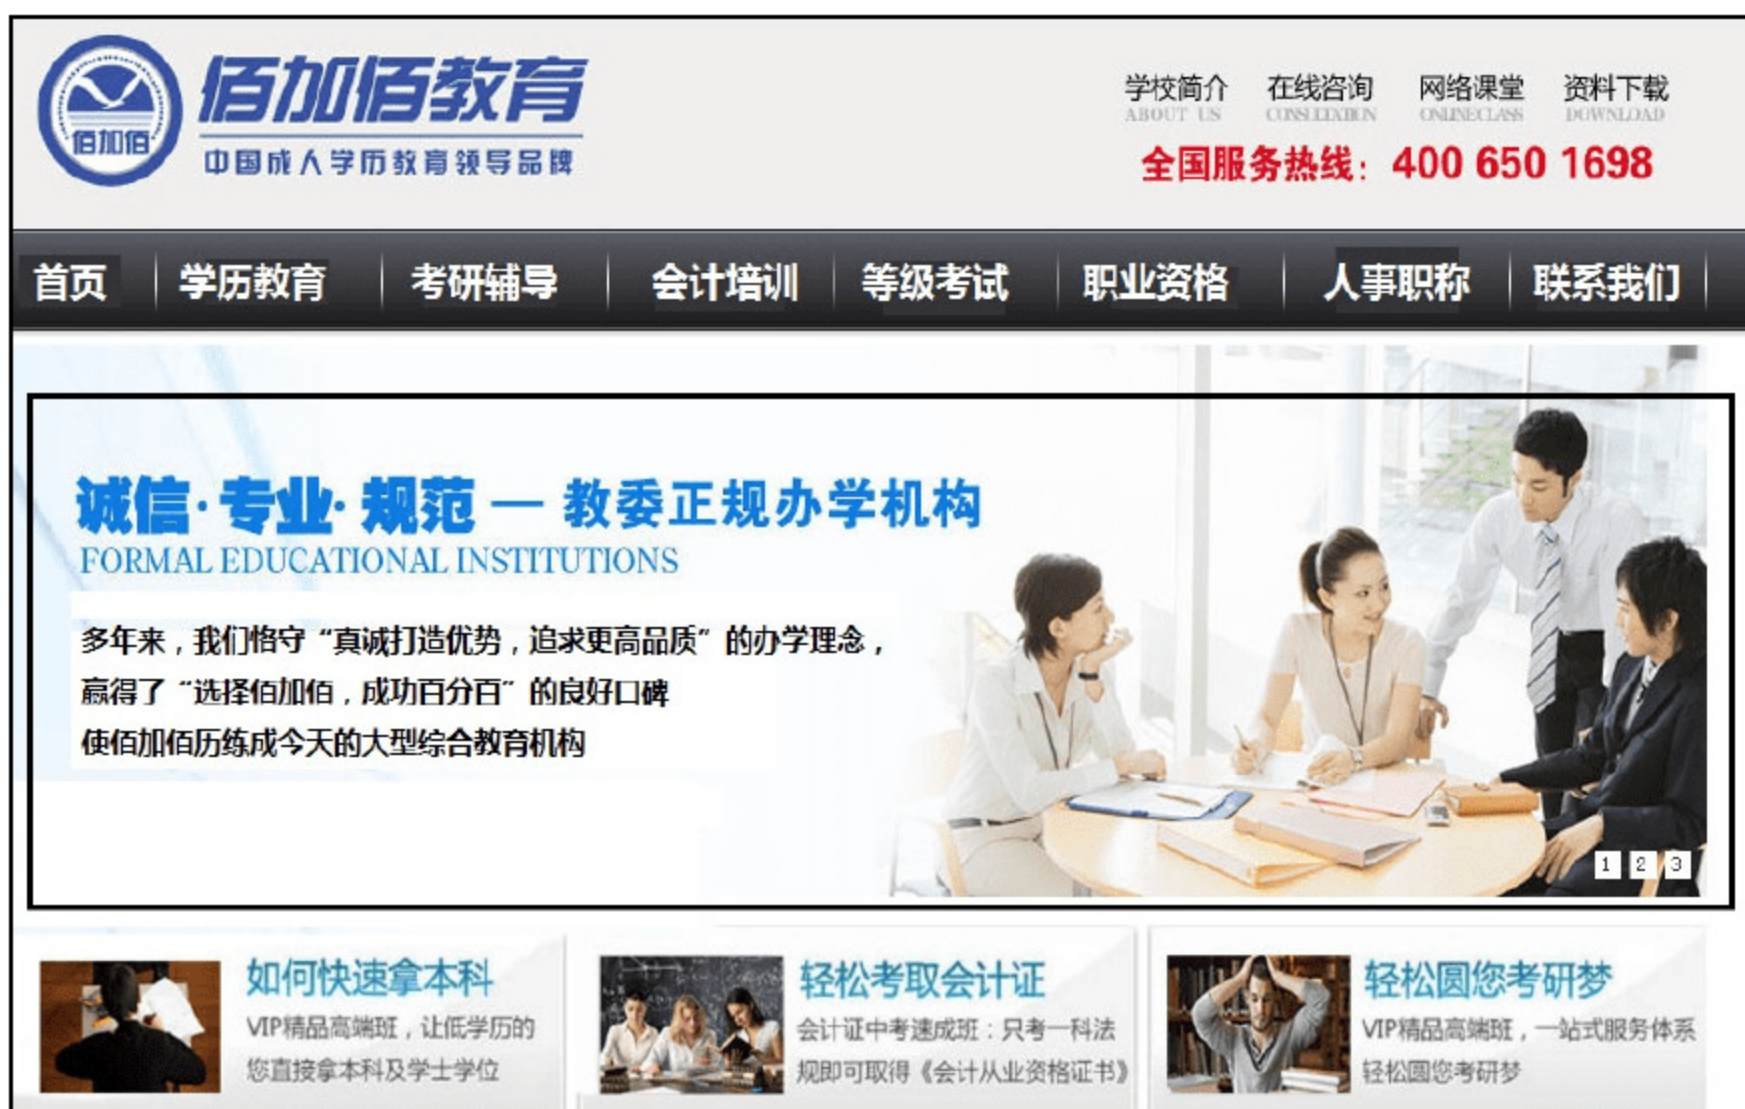 佰加佰教育
佰加佰
中国成人学历教育领导品牌
学校简介 在线咨询 网络课堂 资料下载
ABOUT US CONSULTATION ONLINECLASS DOWNLOAD
全国服务热线：400 650 1698
首页 学历教育 考研辅导 会计培训 等级考试 职业资格 人事职称 联系我们
诚信·专业·规范 — 教委正规办学机构
FORMAL EDUCATIONAL INSTITUTIONS
多年来，我们恪守“真诚打造优势，追求更高品质”的办学理念，
赢得了“选择佰加佰，成功百分百”的良好口碑
使佰加佰历练成今天的大型综合教育机构
1 2 3
如何快速拿本科
VIP精品高端班，让低学历的
您直接拿本科及学士学位
轻松考取会计证
会计证中考速成班：只考一科法
规即可取得《会计从业资格证书》
轻松圆您考研梦
VIP精品高端班，一站式服务体系
轻松圆您考研梦